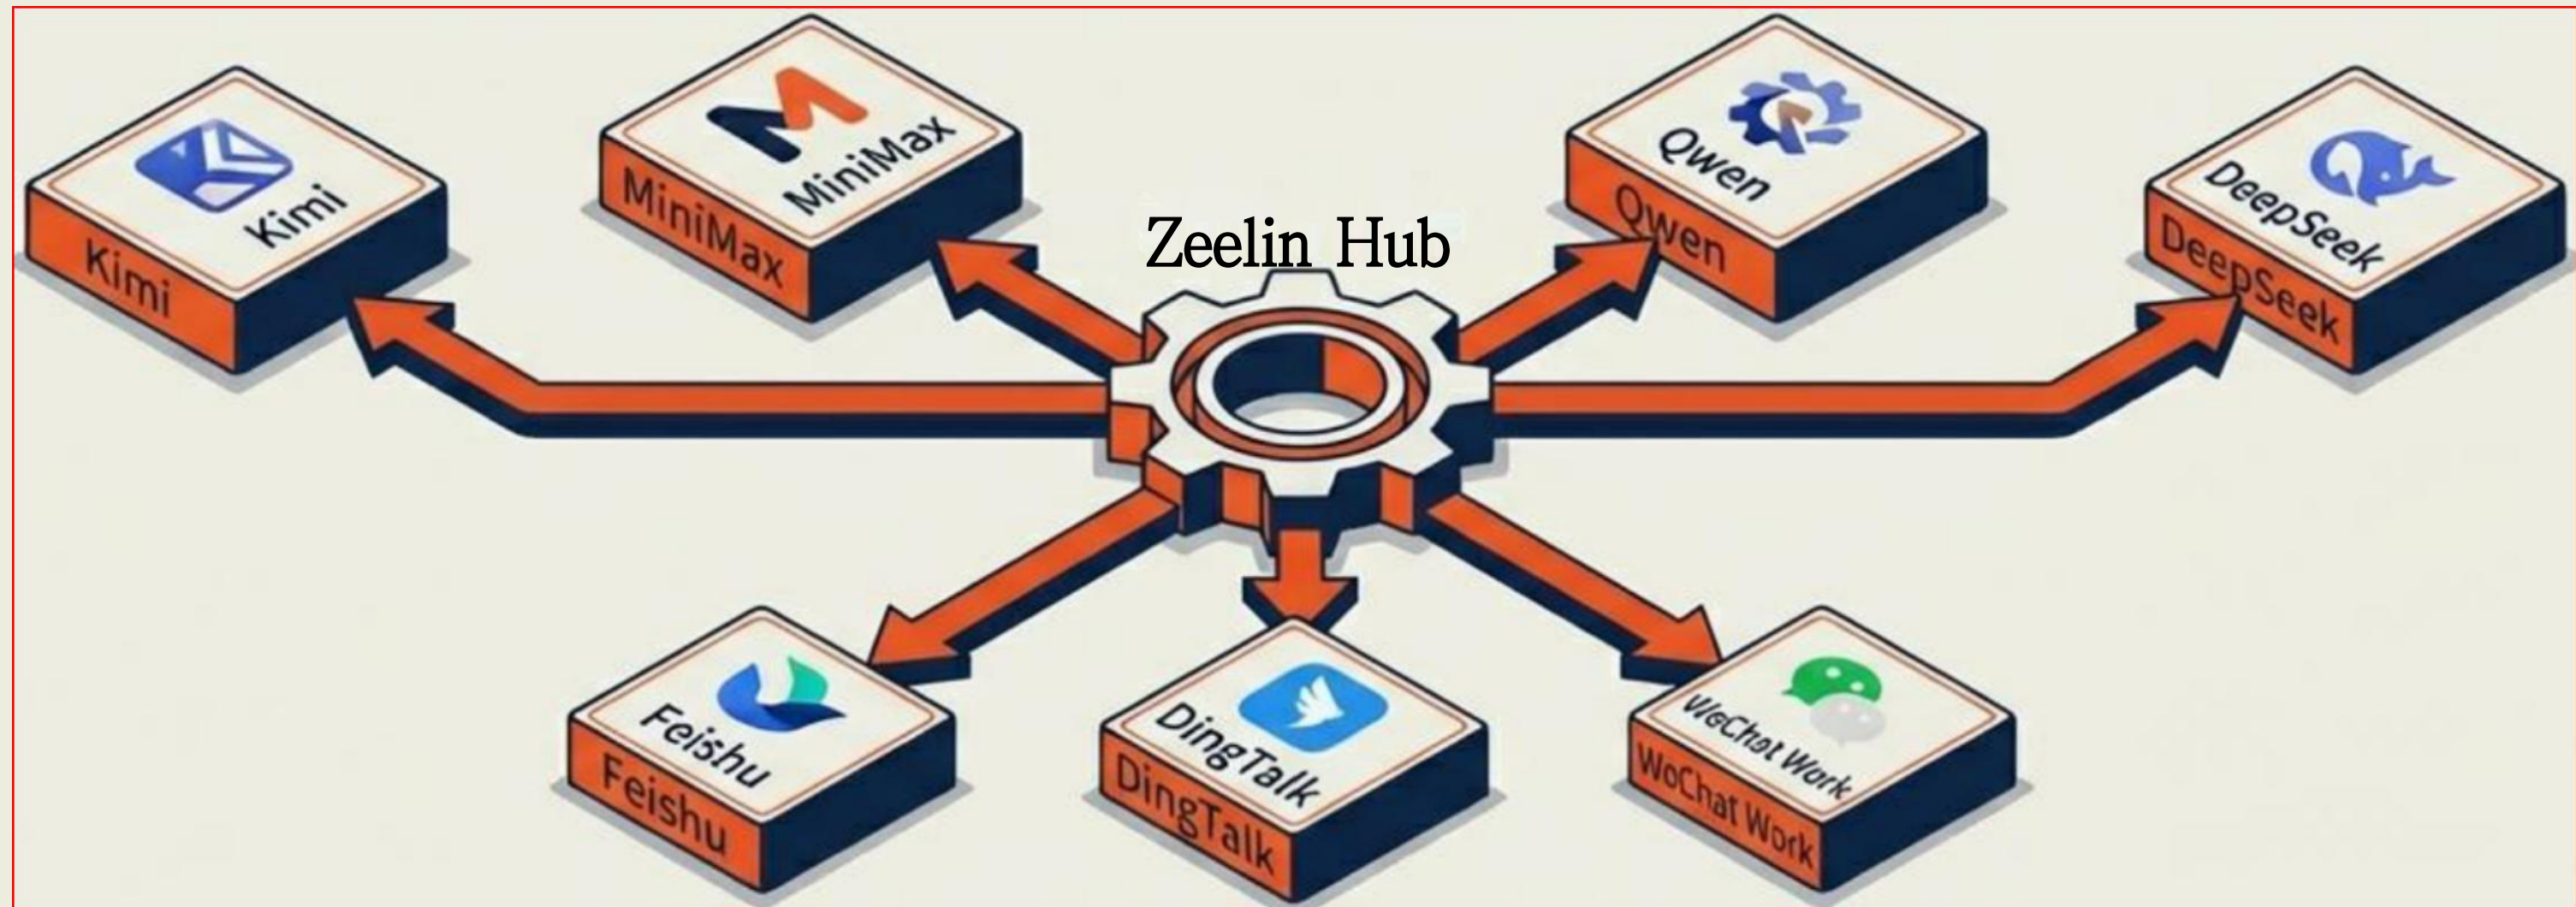 Kimi
Kimi
MiniMax
MiniMax
Zeelin Hub
Qwen
Qwen
DeepSeek
DeepSeek
Feishu
Feishu
DingTalk
DingTalk
WeChat Work
WoChat Work